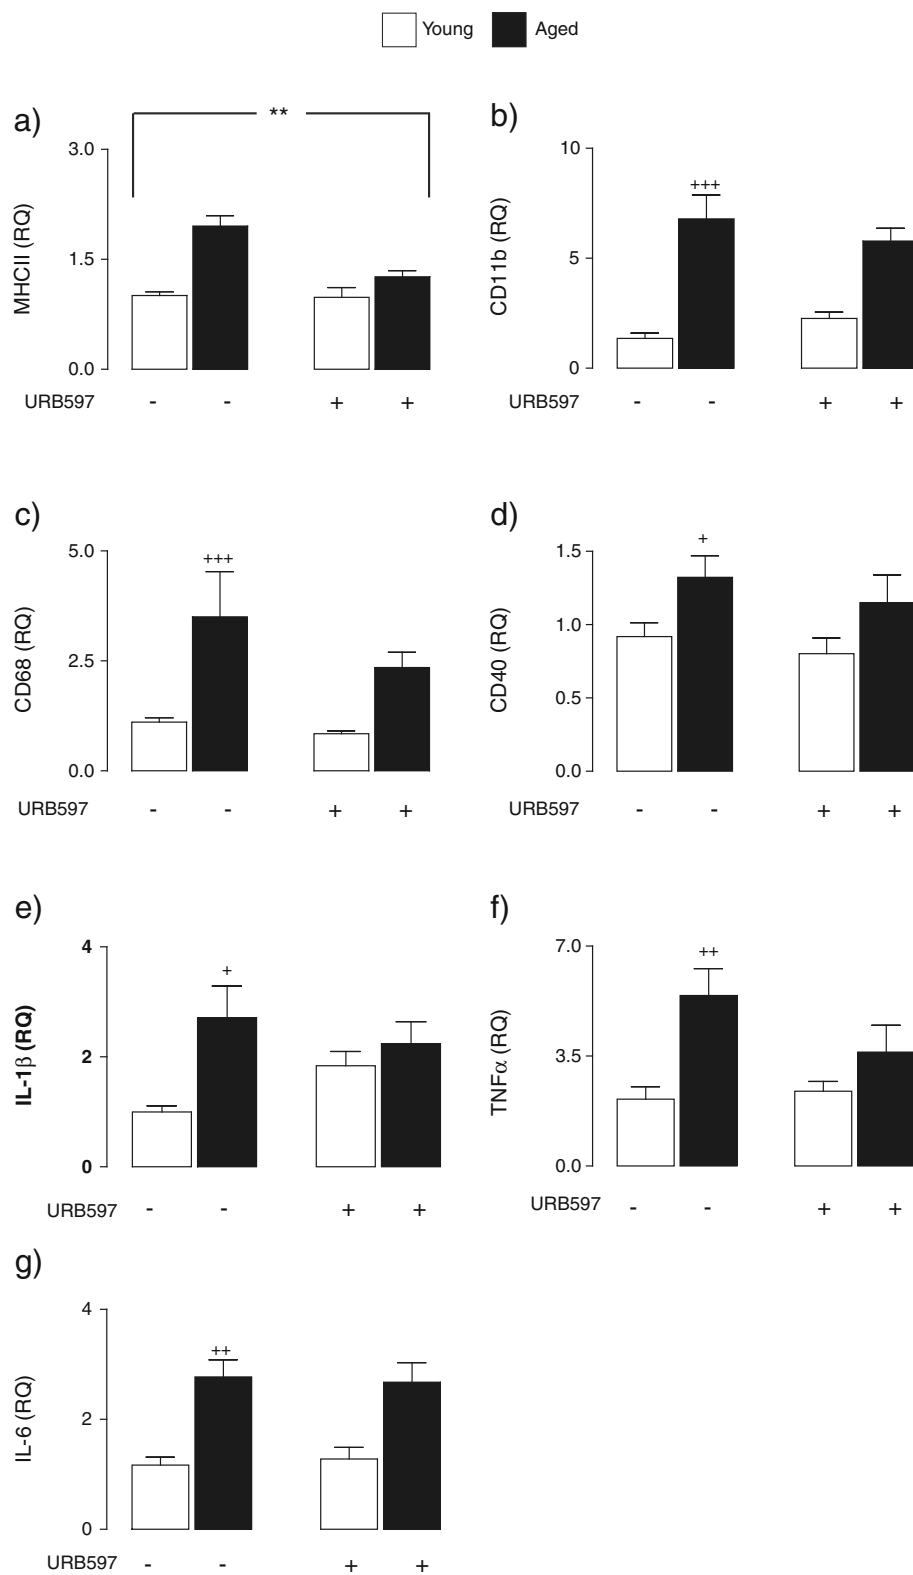 Young Aged
a)
**
3.0
1.5
0.0
MHCII (RQ)
URB597 - - + +
b)
10
5
0
CD11b (RQ)
+++
URB597 - - + +
c)
5.0
2.5
0.0
CD68 (RQ)
+++
URB597 - - + +
d)
1.5
1.0
0.5
0.0
CD40 (RQ)
+
URB597 - - + +
e)
4
2
0
IL-1β (RQ)
+
URB597 - - + +
f)
7.0
3.5
0.0
TNFα (RQ)
++
URB597 - - + +
g)
4
2
0
IL-6 (RQ)
++
URB597 - - + +